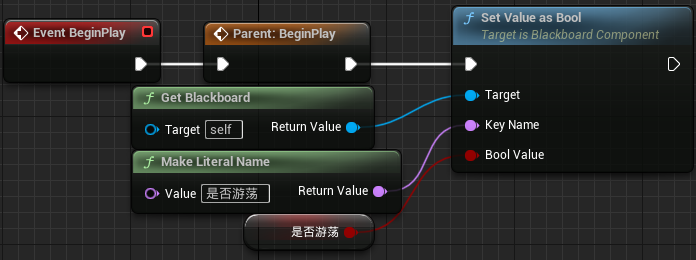 Event BeginPlay
Parent: BeginPlay
Set Value as Bool
Target is Blackboard Component
Target
Key Name
Bool Value
Get Blackboard
Target self Return Value
Make Literal Name
Value 是否游荡 Return Value
是否游荡